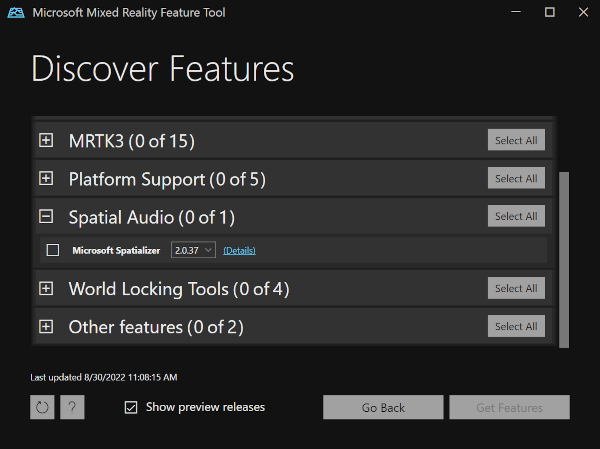 Microsoft Mixed Reality Feature Tool
Discover Features
MRTK3 (0 of 15) Select All
Platform Support (0 of 5) Select All
Spatial Audio (0 of 1) Select All
Microsoft Spatializer 2.0.37 (Details)
World Locking Tools (0 of 4) Select All
Other features (0 of 2) Select All
Last updated 8/30/2022 11:08:15 AM
? Show preview releases Go Back Get Features